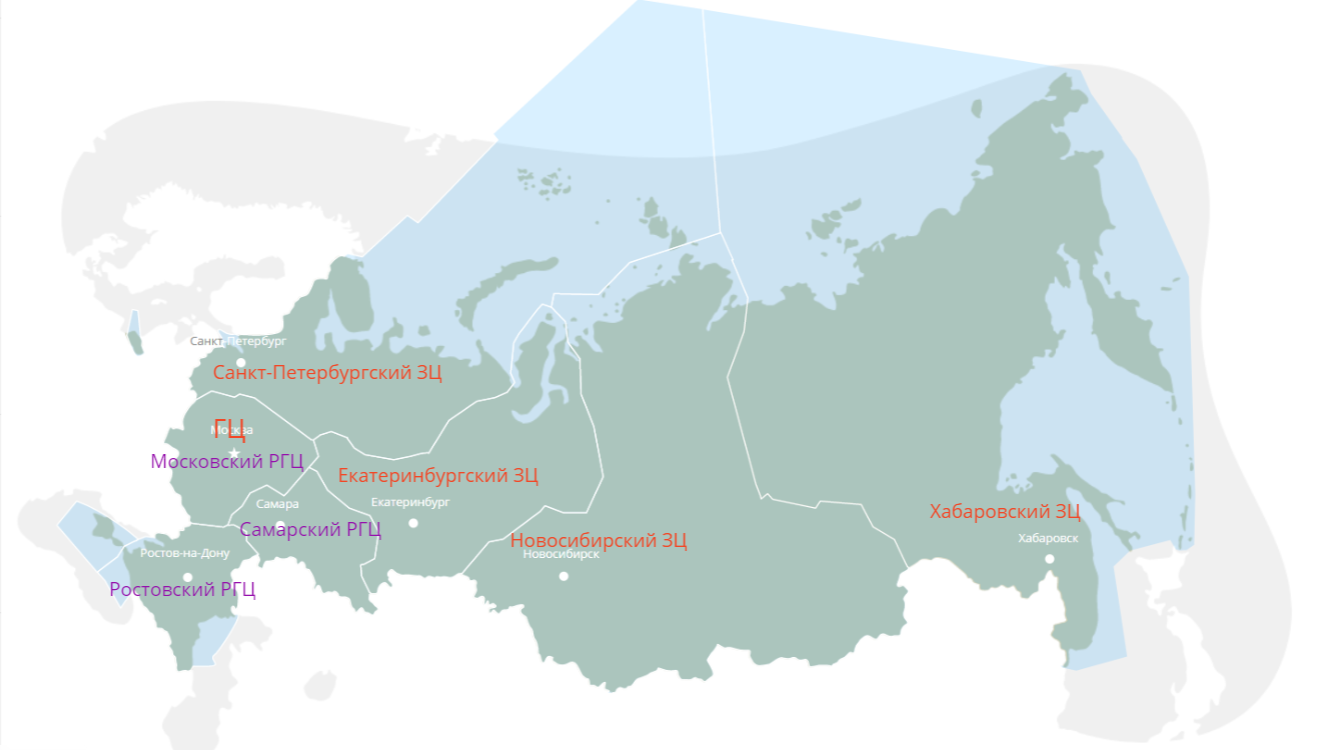 Санкт-Петербург
Санкт-Петербургский ЗЦ
ГЦ
Москва
Московский РГЦ
Екатеринбургский ЗЦ
Самара
Екатеринбург
Самарский РГЦ
Хабаровский ЗЦ
Новосибирский ЗЦ
Хабаровск
Ростов-на-Дону
Новосибирск
Ростовский РГЦ